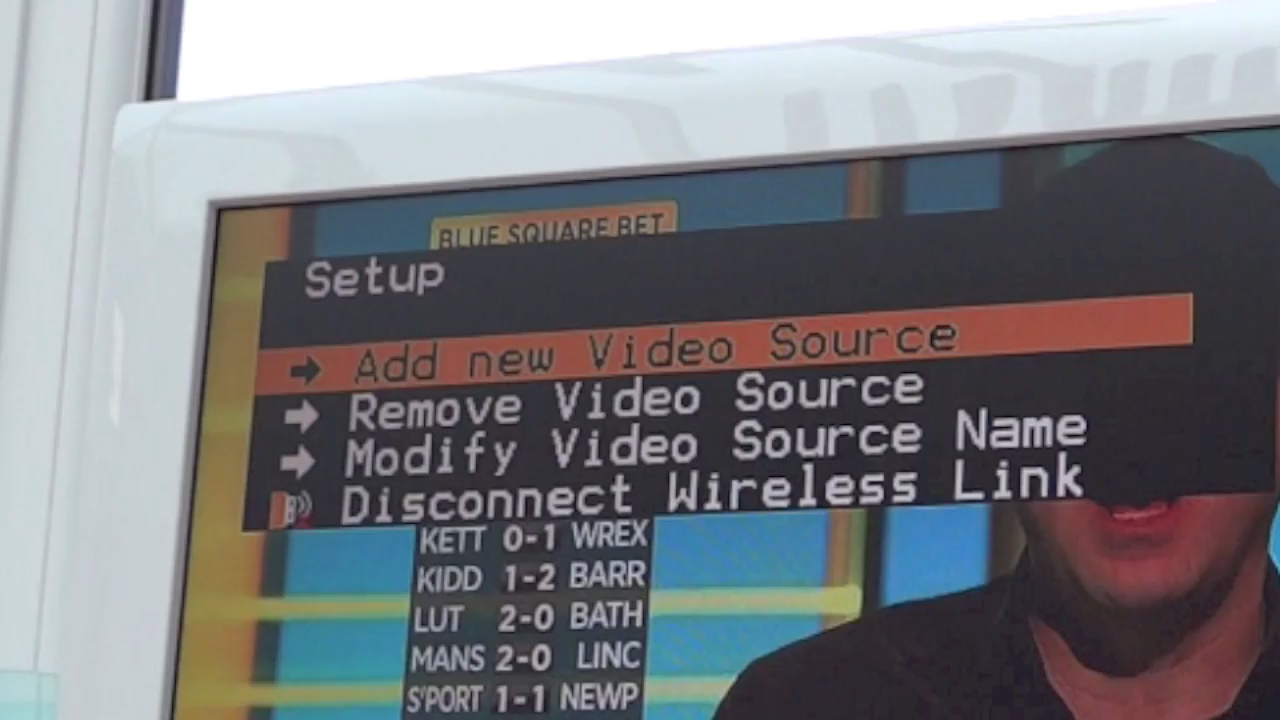 BLUE SQUARE BET
Setup
Add new Video Source
Remove Video Source
Modify Video Source Name
Disconnect Wireless Link
KETT 0-1 WREX
KIDD 1-2 BARR
LUT 2-0 BATH
MANS 2-0 LINC
S'PORT 1-1 NEWP